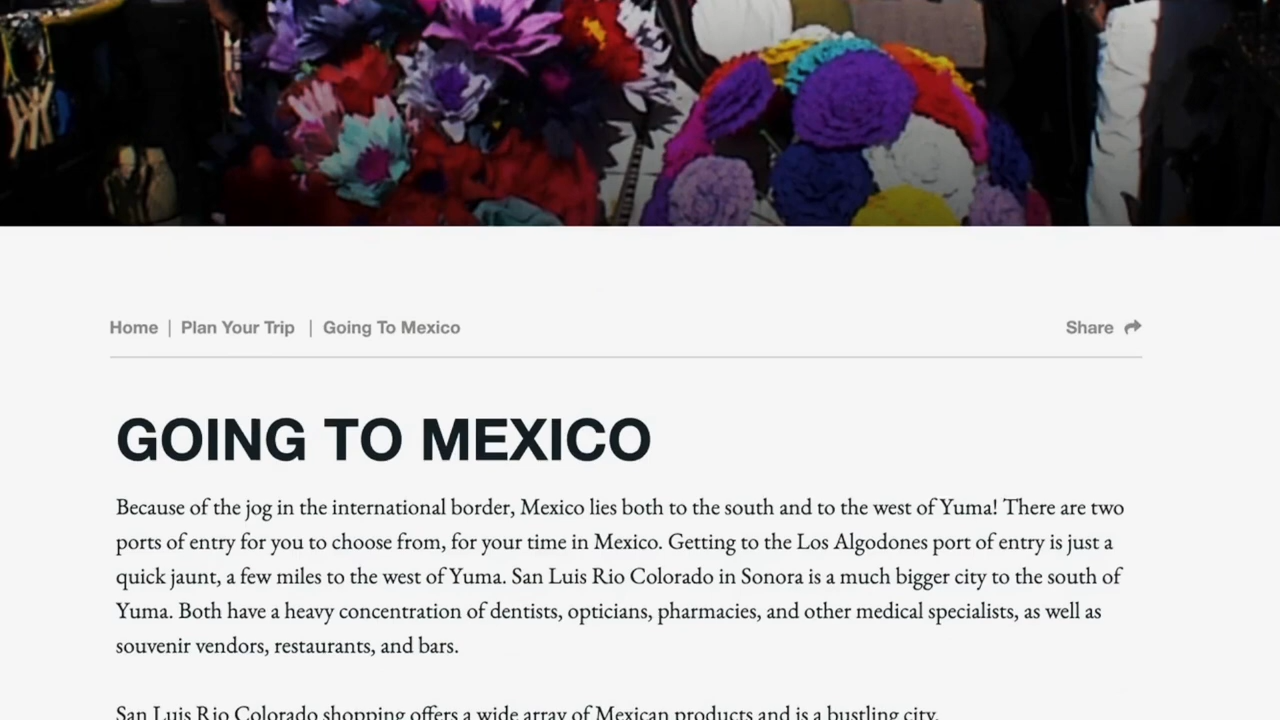 Home | Plan Your Trip | Going To Mexico Share
GOING TO MEXICO
Because of the jog in the international border, Mexico lies both to the south and to the west of Yuma! There are two
ports of entry for you to choose from, for your time in Mexico. Getting to the Los Algodones port of entry is just a
quick jaunt, a few miles to the west of Yuma. San Luis Rio Colorado in Sonora is a much bigger city to the south of
Yuma. Both have a heavy concentration of dentists, opticians, pharmacies, and other medical specialists, as well as
souvenir vendors, restaurants, and bars.
San Luis Rio Colorado shopping offers a wide array of Mexican products and is a bustling city.